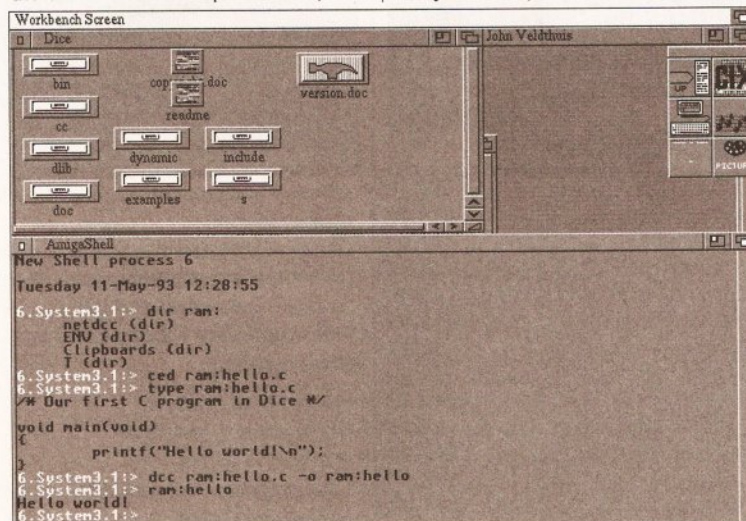 Workbench Screen
Dice
John Veldthuis
bin
doc
version.doc
readme
cc
UP
CIX
dlib
dynamic
include
doc
examples
s
AmigaShell
New Shell process 6
Tuesday 11-May-93 12:28:55
6.System3.1:> dir ram:
netdcc (dir)
ENV (dir)
Clipboards (dir)
T (dir)
6.System3.1:> ced ram:hello.c
6.System3.1:> type ram:hello.c
/* Our first C program in Dice */
void main(void)
{
printf("Hello world!\n");
}
6.System3.1:> dcc ram:hello.c -o ram:hello
6.System3.1:> ram:hello
Hello world!
6.System3.1:>